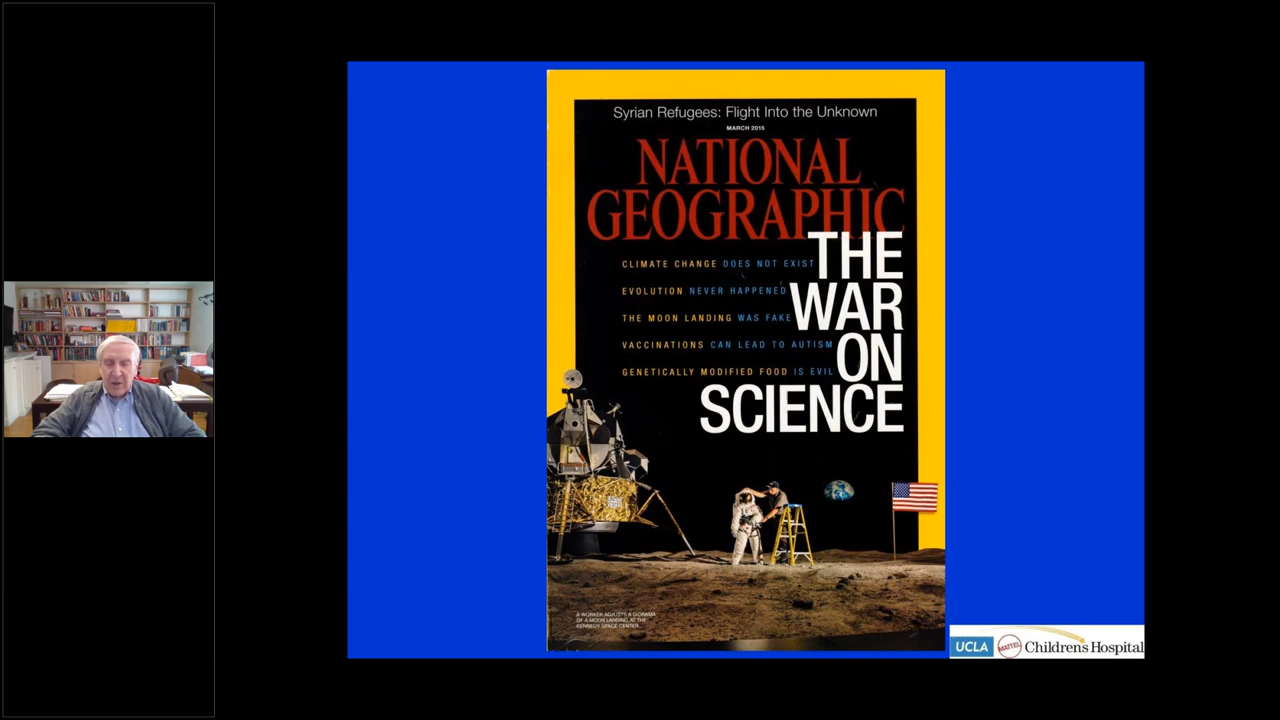 Syrian Refugees: Flight Into the Unknown
MARCH 2015
NATIONAL
GEOGRAPHIC
THE
WAR
ON
SCIENCE
CLIMATE CHANGE DOES NOT EXIST
EVOLUTION NEVER HAPPENED
THE MOON LANDING WAS FAKE
VACCINATIONS CAN LEAD TO AUTISM
GENETICALLY MODIFIED FOOD IS EVIL
A WORKER ADJUSTS A DIORAMA
OF A MOON LANDING AT THE
KENNEDY SPACE CENTER.
UCLA MATTEL Children's Hospital